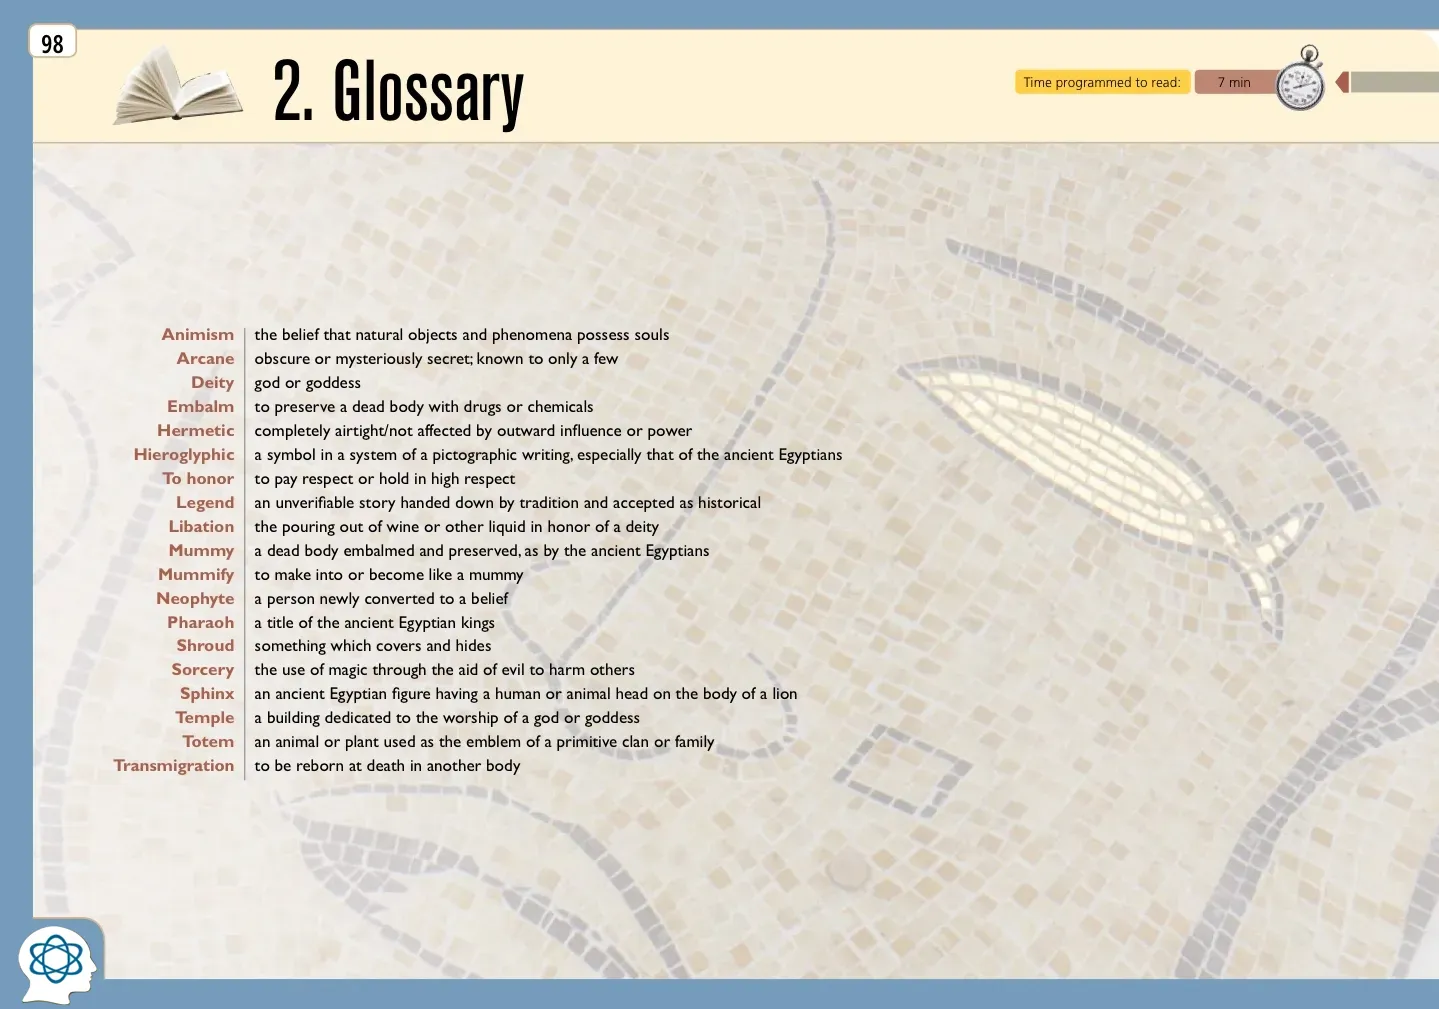 98
2. Glossary
Time programmed to read: 7 min
Animism the belief that natural objects and phenomena possess souls
Arcane obscure or mysteriously secret; known to only a few
Deity god or goddess
Embalm to preserve a dead body with drugs or chemicals
Hermetic completely airtight/not affected by outward influence or power
Hieroglyphic a symbol in a system of a pictographic writing, especially that of the ancient Egyptians
To honor to pay respect or hold in high respect
Legend an unverifiable story handed down by tradition and accepted as historical
Libation the pouring out of wine or other liquid in honor of a deity
Mummy a dead body embalmed and preserved, as by the ancient Egyptians
Mummify to make into or become like a mummy
Neophyte a person newly converted to a belief
Pharaoh a title of the ancient Egyptian kings
Shroud something which covers and hides
Sorcery the use of magic through the aid of evil to harm others
Sphinx an ancient Egyptian figure having a human or animal head on the body of a lion
Temple a building dedicated to the worship of a god or goddess
Totem an animal or plant used as the emblem of a primitive clan or family
Transmigration to be reborn at death in another body